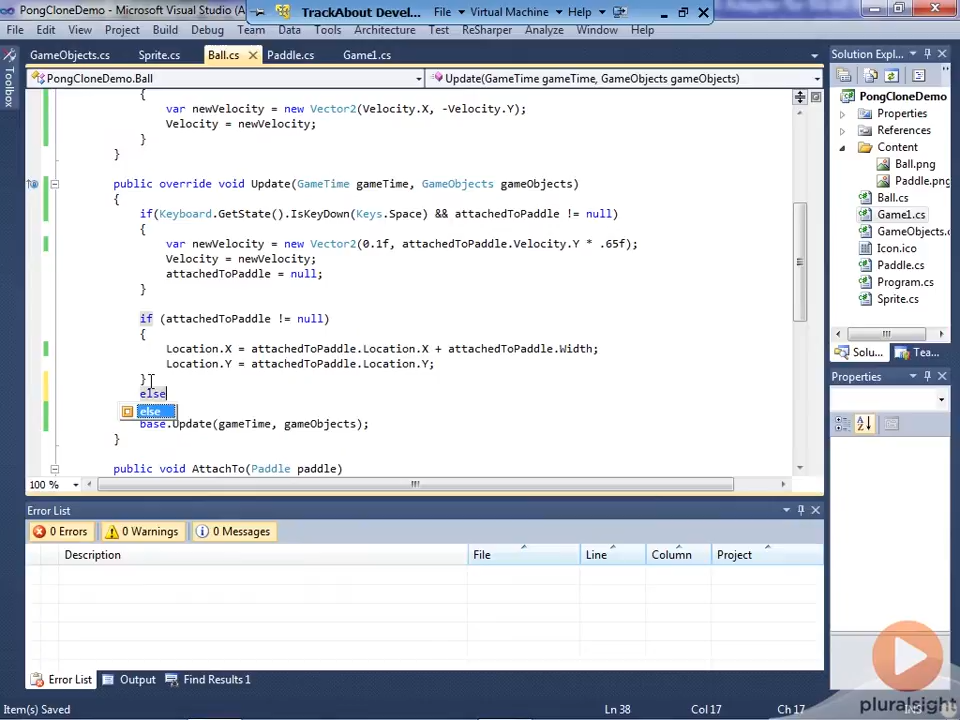 PongCloneDemo - Microsoft Visual Studio (A
TrackAbout Devel... File Virtual Machine Help
File Edit View Project Build Debug Team Data Tools Architecture Test ReSharper Analyze Window Help
Toolbox
GameObjects.cs Sprite.cs Ball.cs Paddle.cs Game1.cs
PongCloneDemo.Ball Update(GameTime gameTime, GameObjects gameObjects)
{
var newVelocity = new Vector2(Velocity.X, -Velocity.Y);
Velocity = newVelocity;
}
}
public override void Update(GameTime gameTime, GameObjects gameObjects)
{
if(Keyboard.GetState().IsKeyDown(Keys.Space) && attachedToPaddle != null)
{
var newVelocity = new Vector2(0.1f, attachedToPaddle.Velocity.Y * .65f);
Velocity = newVelocity;
attachedToPaddle = null;
}
if (attachedToPaddle != null)
{
Location.X = attachedToPaddle.Location.X + attachedToPaddle.Width;
Location.Y = attachedToPaddle.Location.Y;
}
else
else
base.Update(gameTime, gameObjects);
}
public void AttachTo(Paddle paddle)
100 %
Solution Expl...
PongCloneDemo
Properties
References
Content
Ball.png
Paddle.png
Ball.cs
Game1.cs
GameObjects.c
Icon.ico
Paddle.cs
Program.cs
Sprite.cs
Solu... Tea...
Properties
Error List
0 Errors 0 Warnings 0 Messages
Description File Line Column Project
Error List Output Find Results 1
Item(s) Saved Ln 38 Col 17 Ch 17 INS
pluralsight